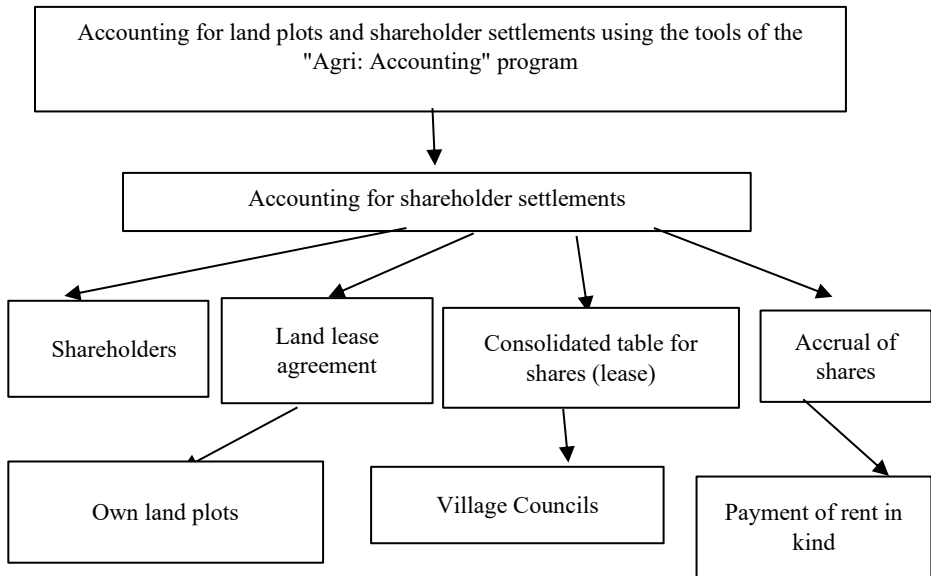 Accounting for land plots and shareholder settlements using the tools of the
"Agri: Accounting" program
Accounting for shareholder settlements
Shareholders
Land lease
agreement
Consolidated table for
shares (lease)
Accrual of
shares
Own land plots
Village Councils
Payment of rent in
kind